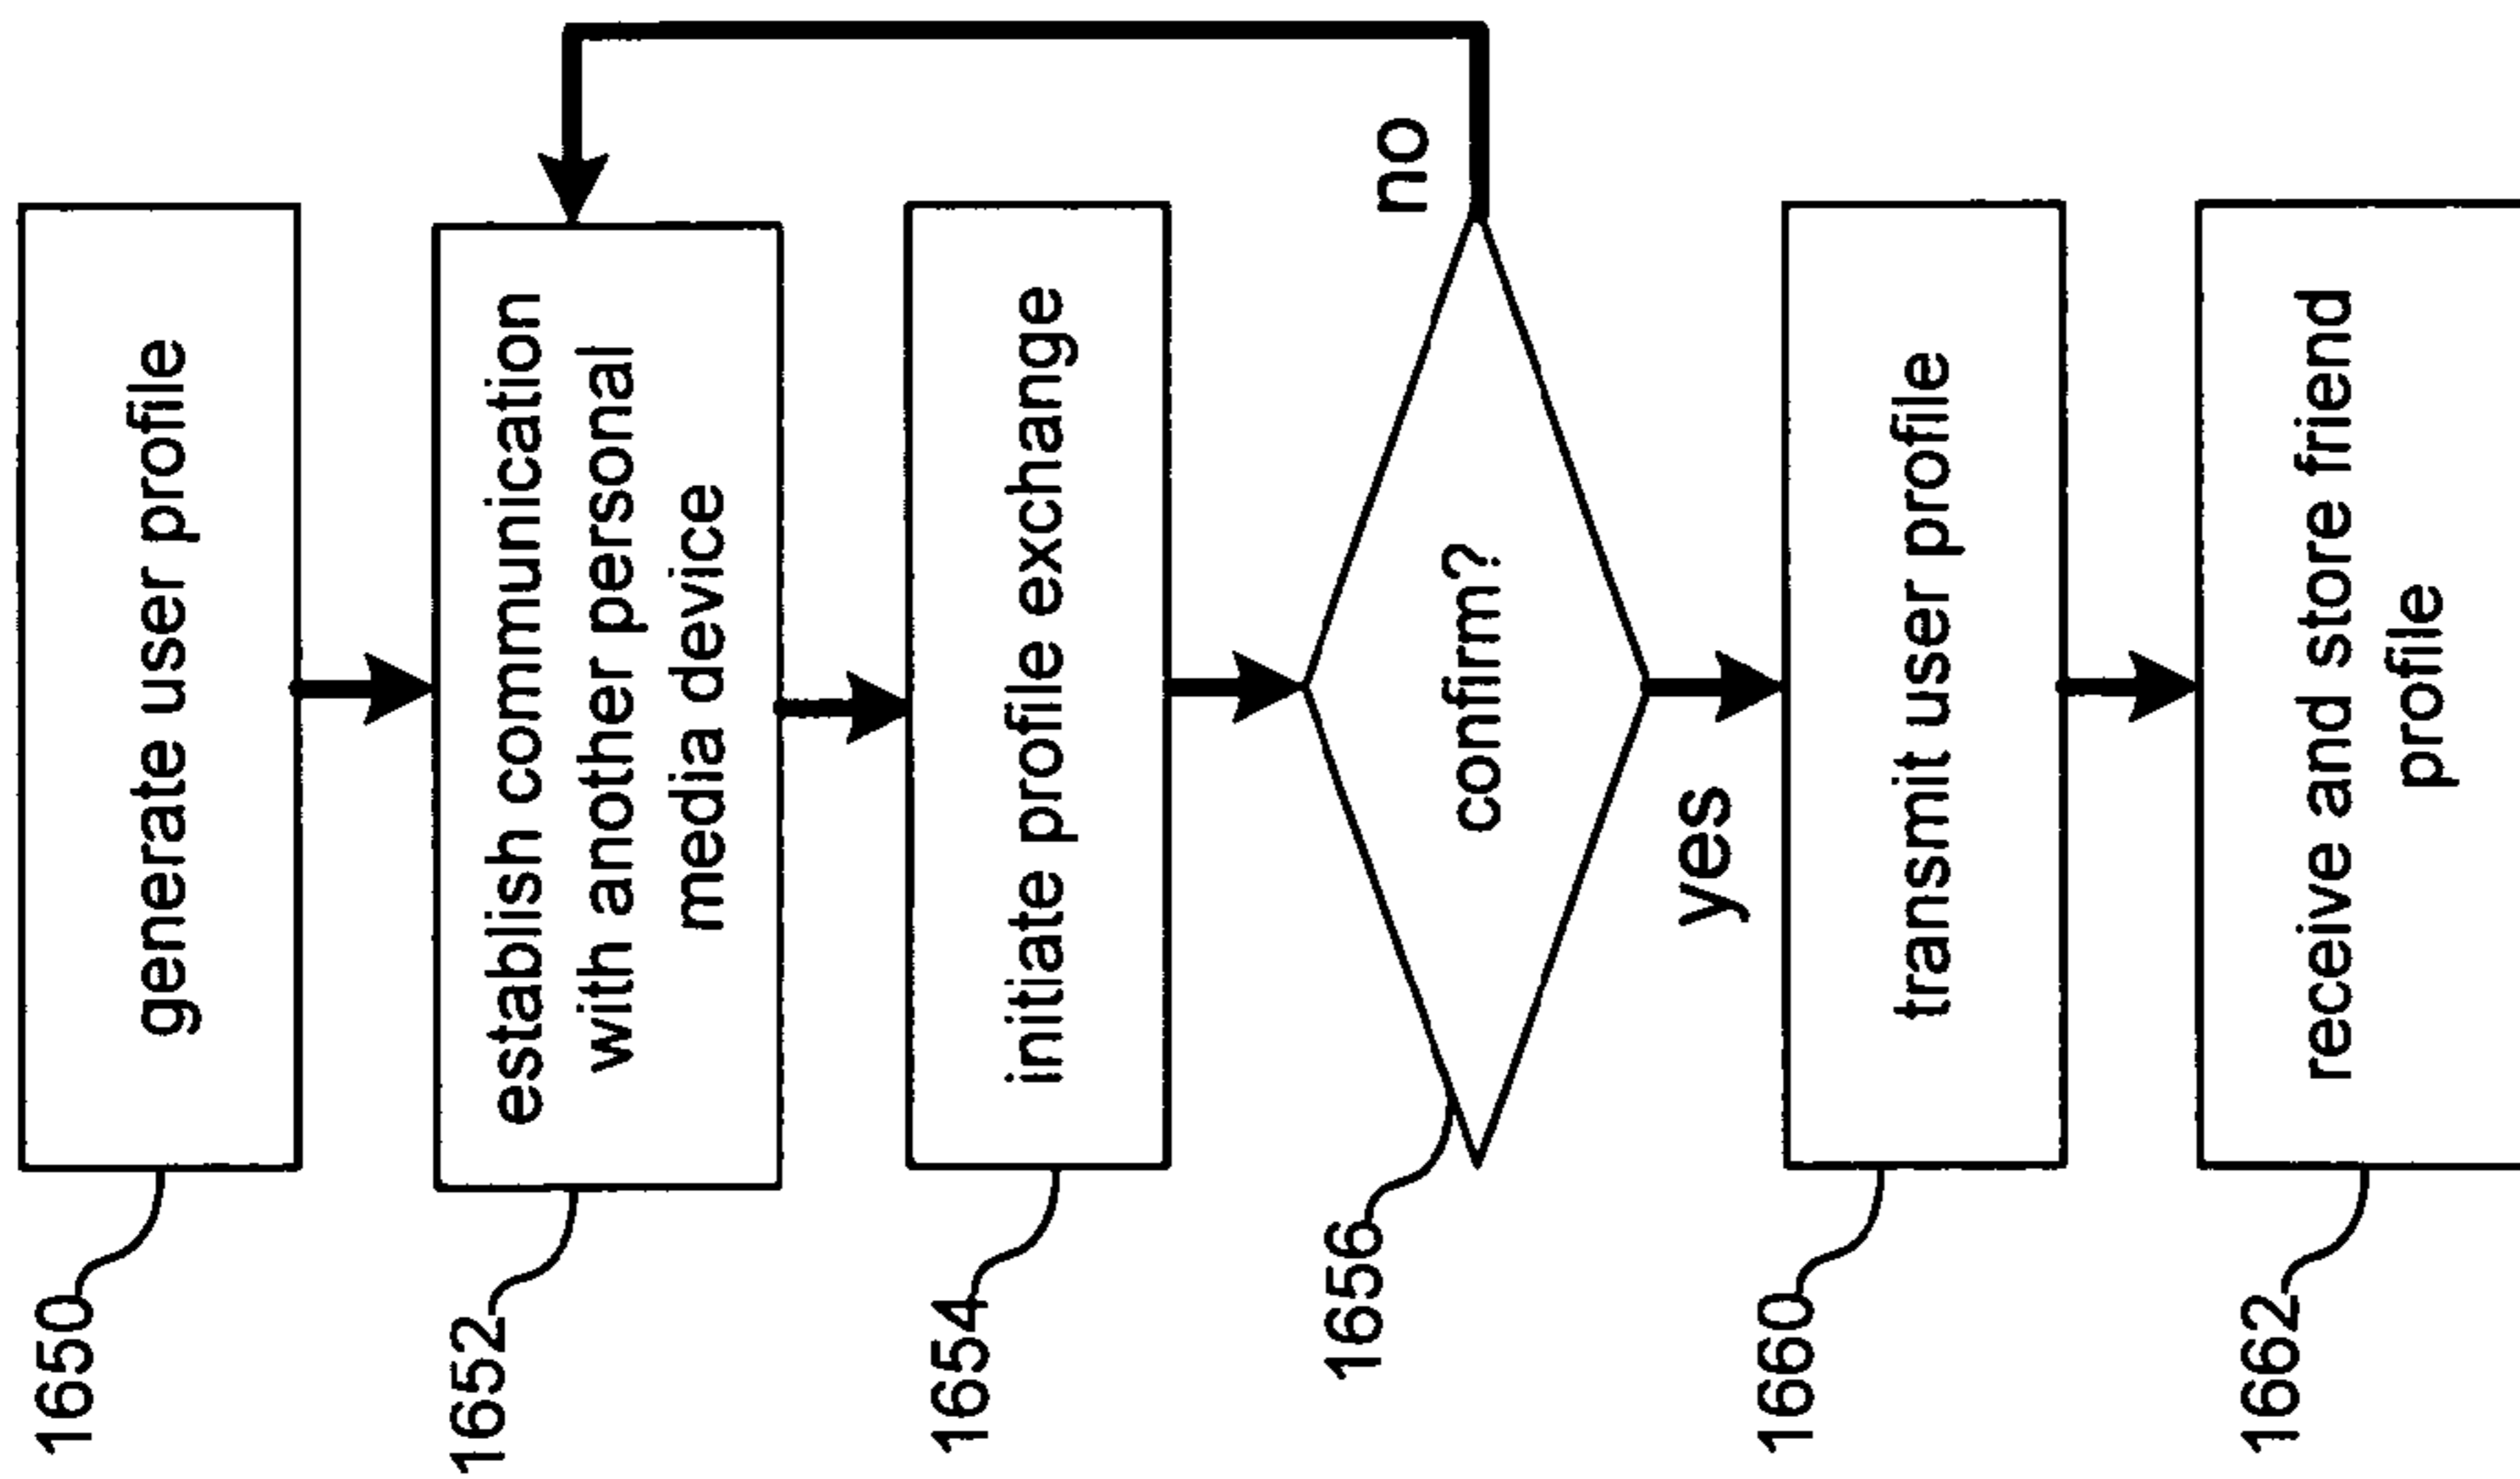 1650
generate user profile
1652
establish communication
with another personal
media device
1654
initiate profile exchange
1656
confirm?
no
yes
1660
transmit user profile
1662
receive and store friend
profile